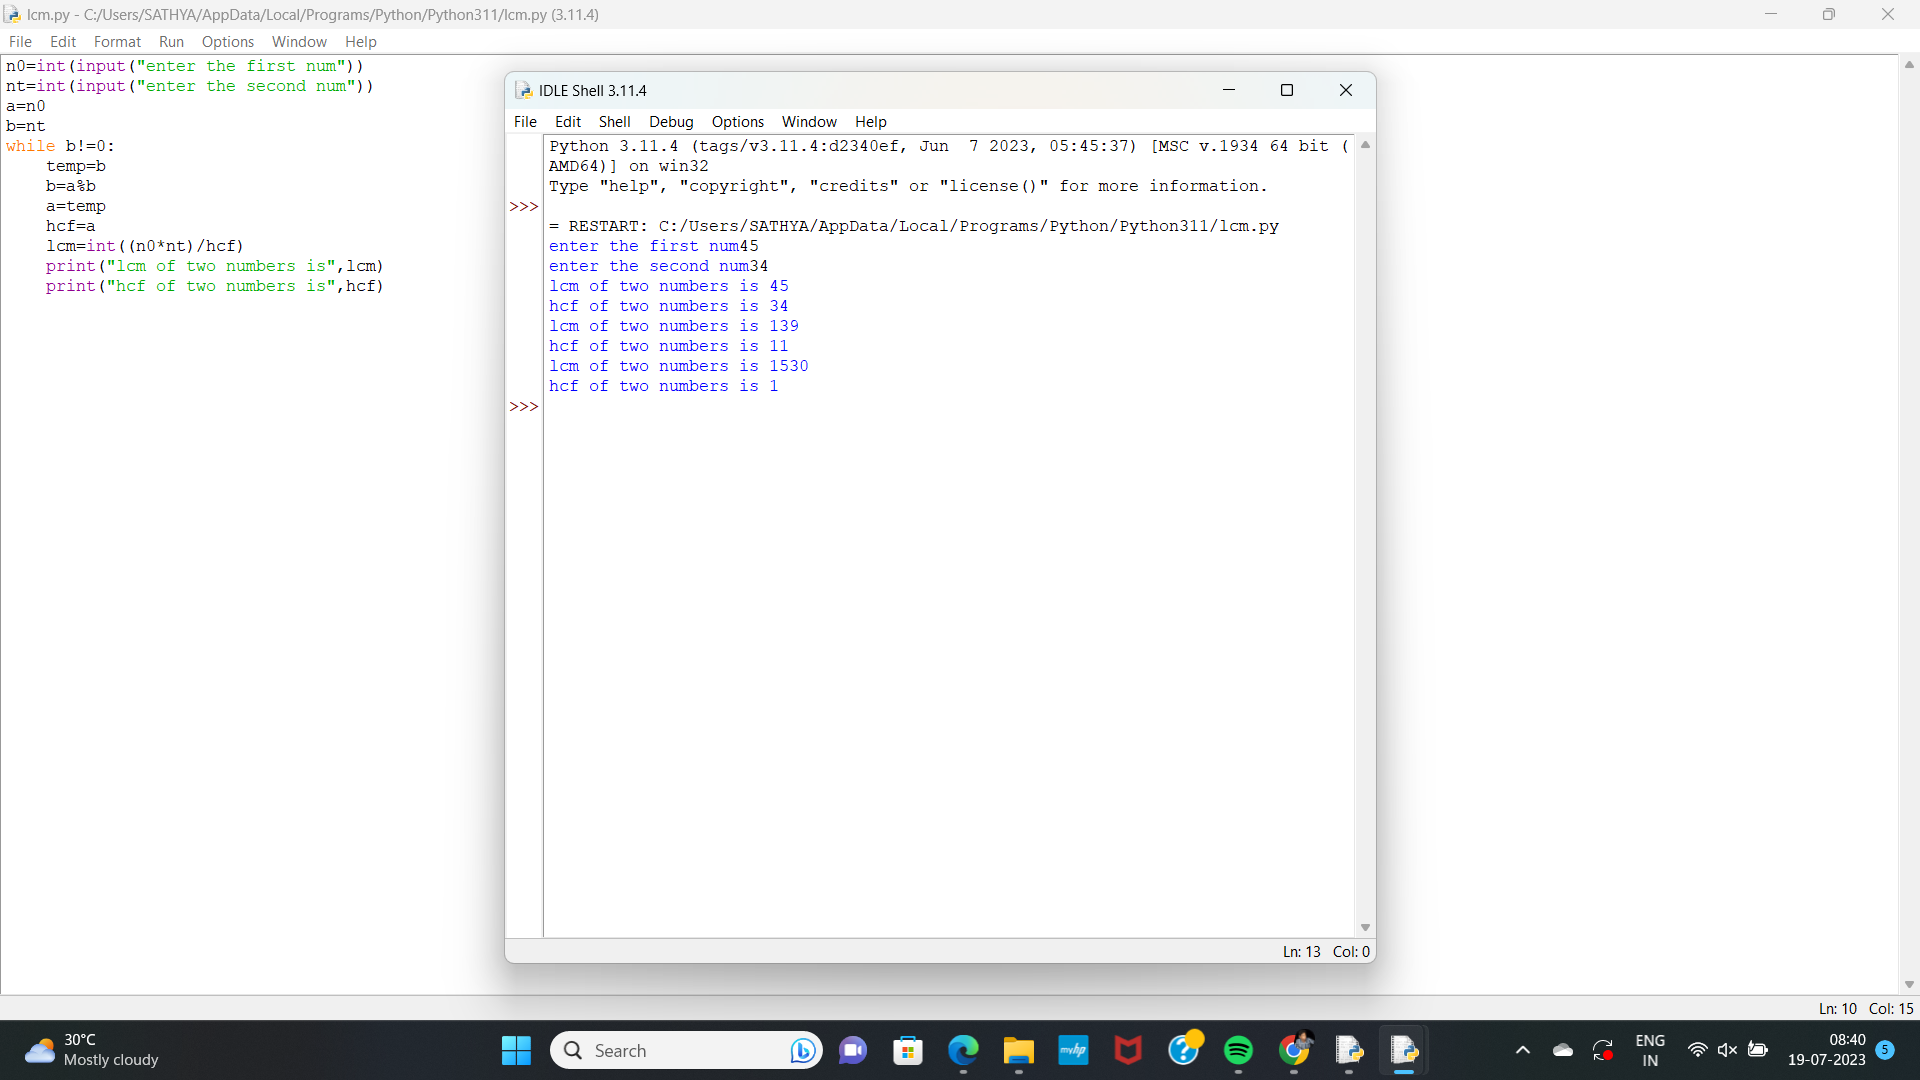 lcm.py - C:/Users/SATHYA/AppData/Local/Programs/Python/Python311/lcm.py (3.11.4)
File Edit Format Run Options Window Help
n0=int(input("enter the first num"))
nt=int(input("enter the second num"))
a=n0
b=nt
while b!=0:
    temp=b
    b=a%b
    a=temp
    hcf=a
    lcm=int((n0*nt)/hcf)
    print("lcm of two numbers is",lcm)
    print("hcf of two numbers is",hcf)
IDLE Shell 3.11.4
File Edit Shell Debug Options Window Help
Python 3.11.4 (tags/v3.11.4:d2340ef, Jun  7 2023, 05:45:37) [MSC v.1934 64 bit (
AMD64)] on win32
Type "help", "copyright", "credits" or "license()" for more information.
>>>
= RESTART: C:/Users/SATHYA/AppData/Local/Programs/Python/Python311/lcm.py
enter the first num45
enter the second num34
lcm of two numbers is 45
hcf of two numbers is 34
lcm of two numbers is 139
hcf of two numbers is 11
lcm of two numbers is 1530
hcf of two numbers is 1
>>>
Ln: 13 Col: 0
Ln: 10 Col: 15
30°C
Mostly cloudy
Search
myhp
ENG
IN
08:40
19-07-2023
5